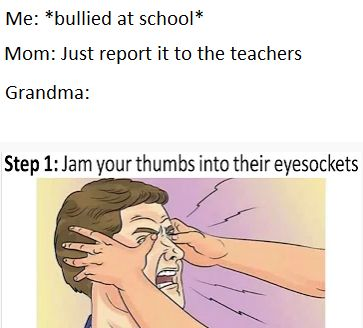 Me: *bullied at school*
Mom: Just report it to the teachers
Grandma:
Step 1: Jam your thumbs into their eyesockets